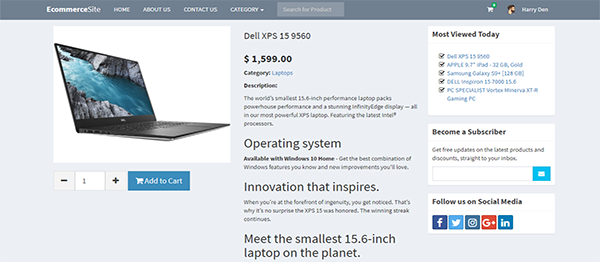 EcommerceSite HOME ABOUT US CONTACT US CATEGORY Search for Product Harry Den
Dell XPS 15 9560
$ 1,599.00
Category: Laptops
Description:
The world's smallest 15.6-inch performance laptop packs
powerhouse performance and a stunning InfinityEdge display — all
in our most powerful XPS laptop. Featuring the latest Intel®
processors.
Operating system
Available with Windows 10 Home - Get the best combination of
Windows features you know and new improvements you'll love.
Innovation that inspires.
When you're at the forefront of ingenuity, you get noticed. That's
why it's no surprise the XPS 15 was honored. The winning streak
continues.
Meet the smallest 15.6-inch
laptop on the planet.
1
Add to Cart
Most Viewed Today
Dell XPS 15 9560
APPLE 9.7" iPad - 32 GB, Gold
Samsung Galaxy S9+ [128 GB]
DELL Inspiron 15-7000 15.6
PC SPECIALIST Vortex Minerva XT-R
Gaming PC
Become a Subscriber
Get free updates on the latest products and
discounts, straight to your inbox.
Follow us on Social Media